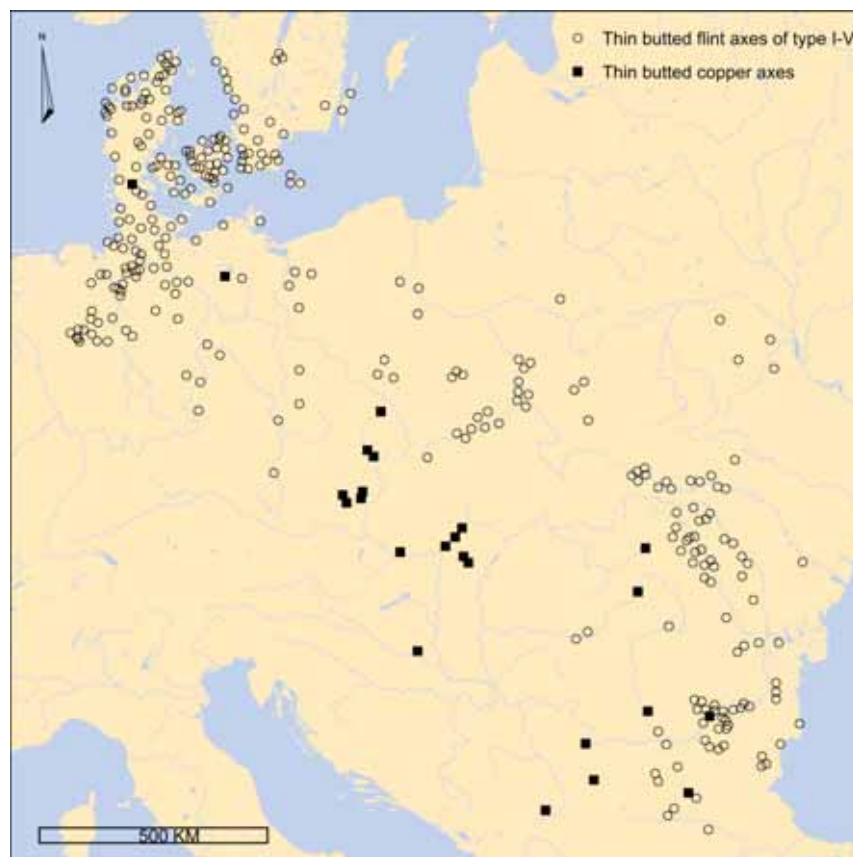 N
Thin butted flint axes of type I-V
Thin butted copper axes
500 KM